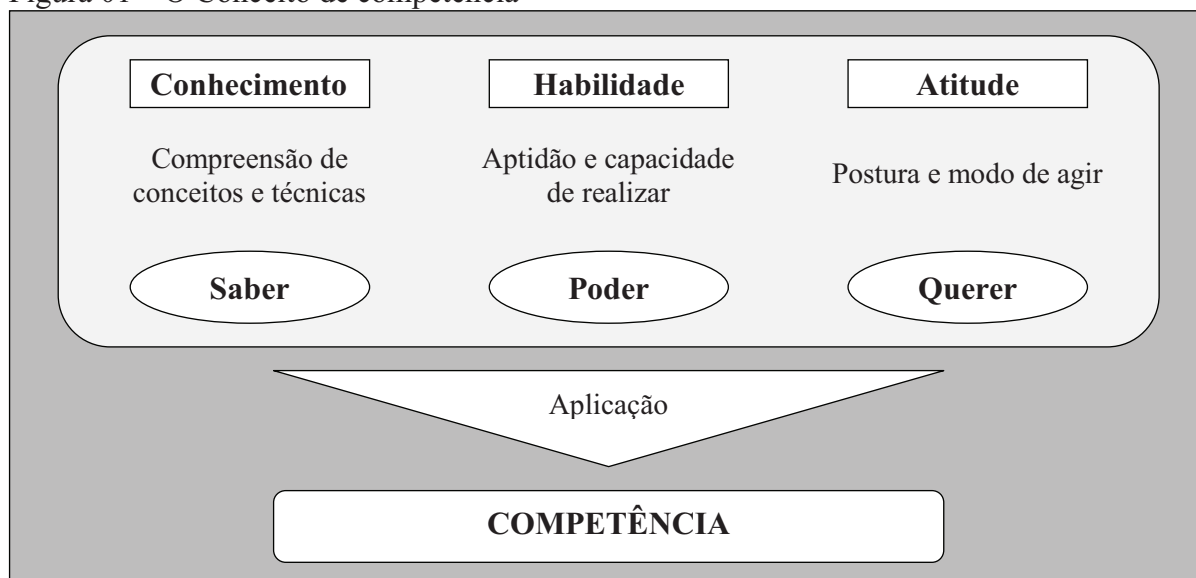 Figura 01 – O Conceito de competência
Conhecimento
Habilidade
Atitude
Compreensão de
conceitos e técnicas
Aptidão e capacidade
de realizar
Postura e modo de agir
Saber
Poder
Querer
Aplicação
COMPETÊNCIA